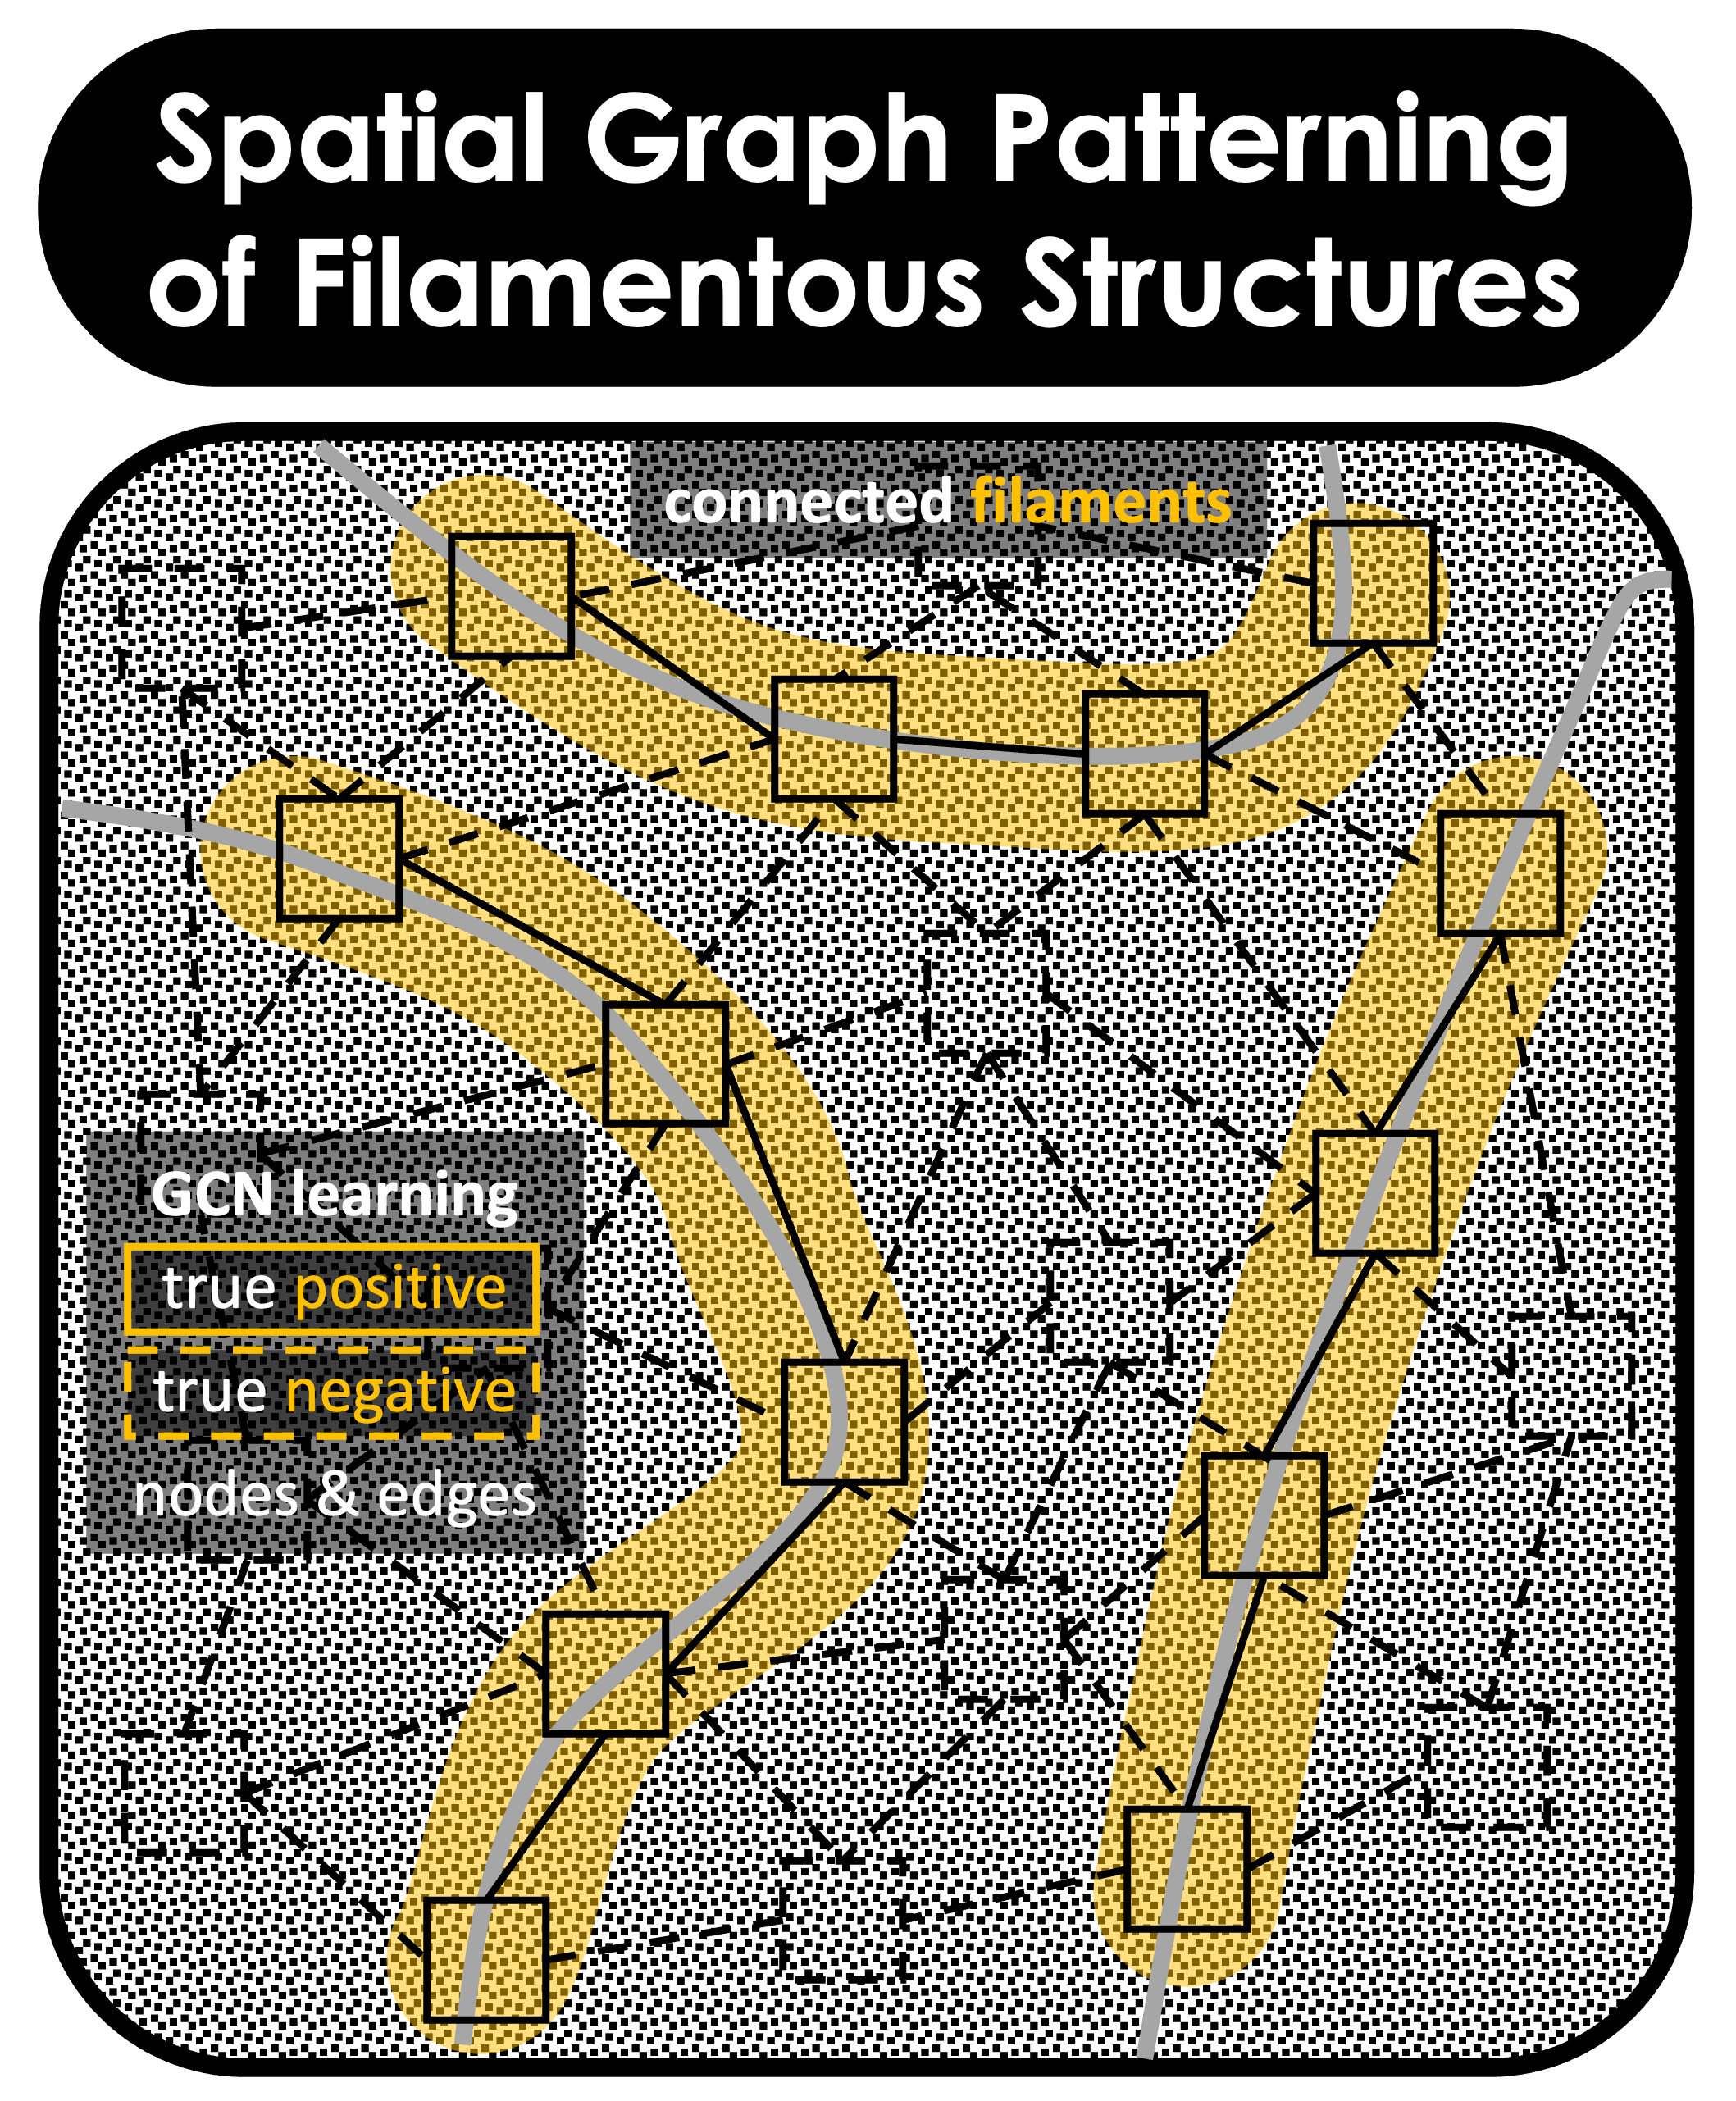 Spatial Graph Patterning
of Filamentous Structures
connected filaments
GCN learning
true positive
true negative
nodes & edges